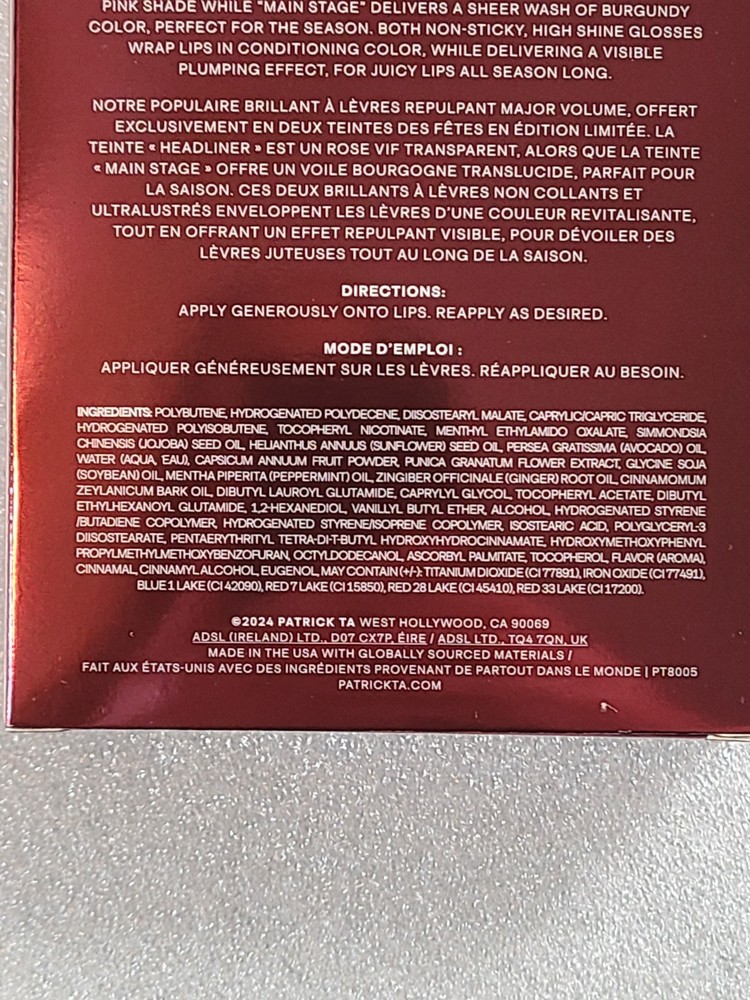 PINK SHADE WHILE "MAIN STAGE" DELIVERS A SHEER WASH OF BURGUNDY
COLOR, PERFECT FOR THE SEASON. BOTH NON-STICKY, HIGH SHINE GLOSSES
WRAP LIPS IN CONDITIONING COLOR, WHILE DELIVERING A VISIBLE
PLUMPING EFFECT, FOR JUICY LIPS ALL SEASON LONG.
NOTRE POPULAIRE BRILLANT À LÈVRES REPULPANT MAJOR VOLUME, OFFERT
EXCLUSIVEMENT EN DEUX TEINTES DES FÊTES EN ÉDITION LIMITÉE. LA
TEINTE « HEADLINER » EST UN ROSE VIF TRANSPARENT, ALORS QUE LA TEINTE
« MAIN STAGE » OFFRE UN VOILE BOURGOGNE TRANSLUCIDE, PARFAIT POUR
LA SAISON. CES DEUX BRILLANTS À LÈVRES NON COLLANTS ET
ULTRALUSTRÉS ENVELOPPENT LES LÈVRES D'UNE COULEUR REVITALISANTE,
TOUT EN OFFRANT UN EFFET REPULPANT VISIBLE, POUR DÉVOILER DES
LÈVRES JUTEUSES TOUT AU LONG DE LA SAISON.
DIRECTIONS:
APPLY GENEROUSLY ONTO LIPS. REAPPLY AS DESIRED.
MODE D'EMPLOI :
APPLIQUER GÉNÉREUSEMENT SUR LES LÈVRES. RÉAPPLIQUER AU BESOIN.
INGREDIENTS: POLYBUTENE, HYDROGENATED POLYDECENE, DIISOSTEARYL MALATE, CAPRYLIC/CAPRIC TRIGLYCERIDE,
HYDROGENATED POLYISOBUTENE, TOCOPHERYL NICOTINATE, MENTHYL ETHYLAMIDO OXALATE, SIMMONDSIA
CHINENSIS (JOJOBA) SEED OIL, HELIANTHUS ANNUUS (SUNFLOWER) SEED OIL, PERSEA GRATISSIMA (AVOCADO) OIL,
WATER (AQUA, EAU), CAPSICUM ANNUUM FRUIT POWDER, PUNICA GRANATUM FLOWER EXTRACT, GLYCINE SOJA
(SOYBEAN) OIL, MENTHA PIPERITA (PEPPERMINT) OIL, ZINGIBER OFFICINALE (GINGER) ROOT OIL, CINNAMOMUM
ZEYLANICUM BARK OIL, DIBUTYL LAUROYL GLUTAMIDE, CAPRYLYL GLYCOL, TOCOPHERYL ACETATE, DIBUTYL
ETHYLHEXANOYL GLUTAMIDE, 1,2-HEXANEDIOL, VANILLYL BUTYL ETHER, ALCOHOL, HYDROGENATED STYRENE
/BUTADIENE COPOLYMER, HYDROGENATED STYRENE/ISOPRENE COPOLYMER, ISOSTEARIC ACID, POLYGLYCERYL-3
DIISOSTEARATE, PENTAERYTHRITYL TETRA-DI-T-BUTYL HYDROXYHYDROCINNAMATE, HYDROXYMETHOXYPHENYL
PROPYLMETHYLMETHOXYBENZOFURAN, OCTYLDODECANOL, ASCORBYL PALMITATE, TOCOPHEROL, FLAVOR (AROMA),
CINNAMAL, CINNAMYL ALCOHOL, EUGENOL, MAY CONTAIN (+/-): TITANIUM DIOXIDE (CI 77891), IRON OXIDE (CI 77491),
BLUE 1 LAKE (CI 42090), RED 7 LAKE (CI 15850), RED 28 LAKE (CI 45410), RED 33 LAKE (CI 17200).
©2024 PATRICK TA WEST HOLLYWOOD, CA 90069
ADSL (IRELAND) LTD., D07 CX7P, ÉIRE / ADSL LTD., TQ4 7QN, UK
MADE IN THE USA WITH GLOBALLY SOURCED MATERIALS /
FAIT AUX ÉTATS-UNIS AVEC DES INGRÉDIENTS PROVENANT DE PARTOUT DANS LE MONDE | PT8005
PATRICKTA.COM